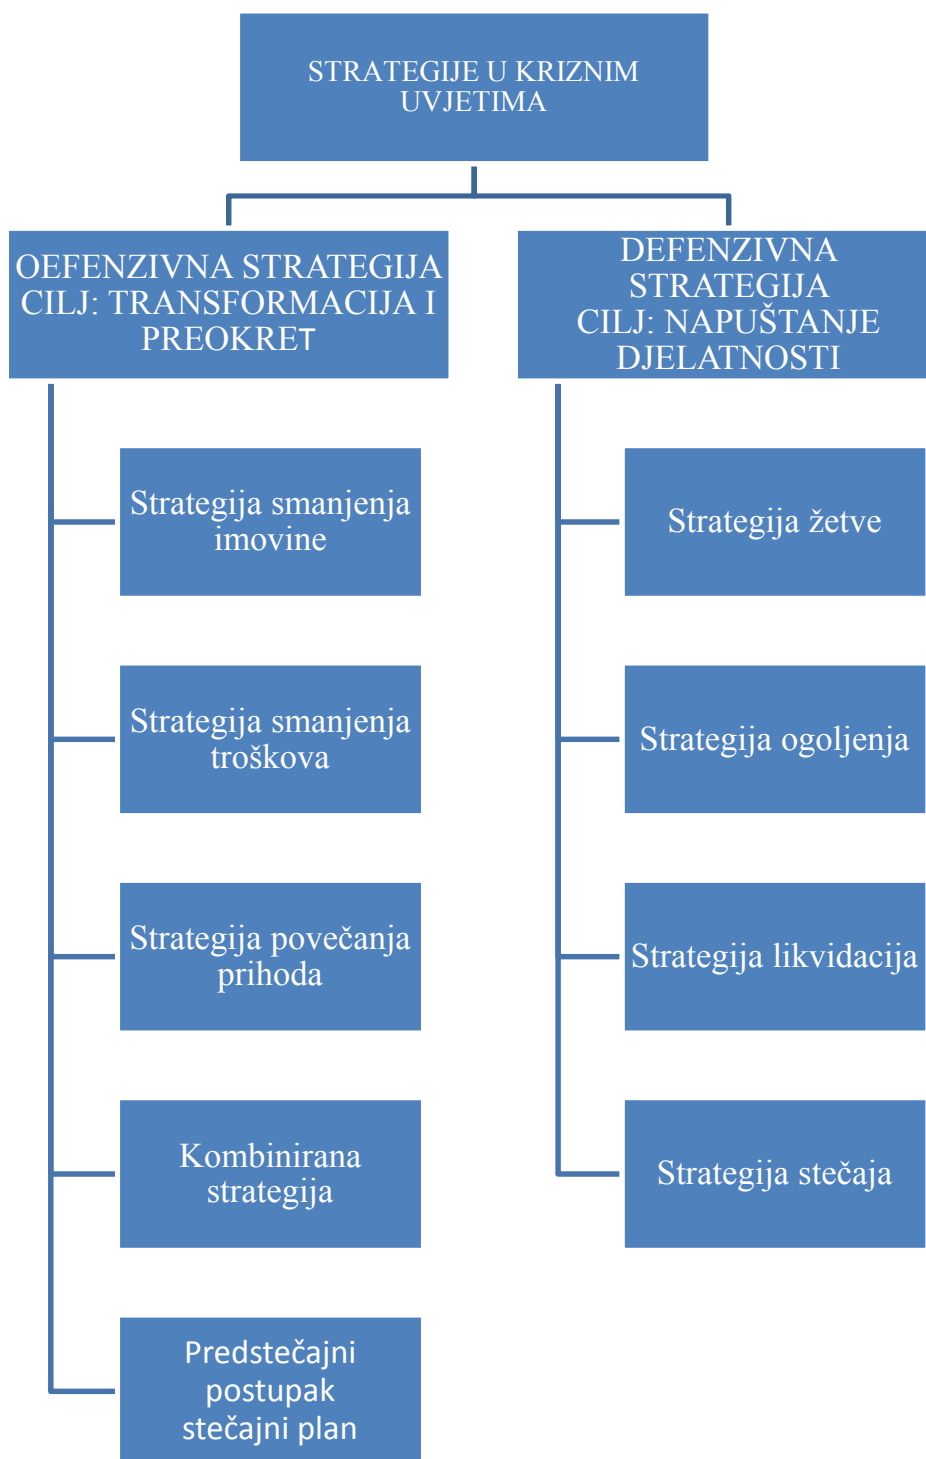 STRATEGIJE U KRIZNIM
UVJETIMA
OEFENZIVNA STRATEGIJA
CILJ: TRANSFORMACIJA I
PREOKRET
DEFENZIVNA
STRATEGIJA
CILJ: NAPUŠTANJE
DJELATNOSTI
Strategija smanjenja
imovine
Strategija smanjenja
troškova
Strategija povečanja
prihoda
Kombinirana
strategija
Predstečajni
postupak
stečajni plan
Strategija žetve
Strategija ogoljenja
Strategija likvidacija
Strategija stečaja